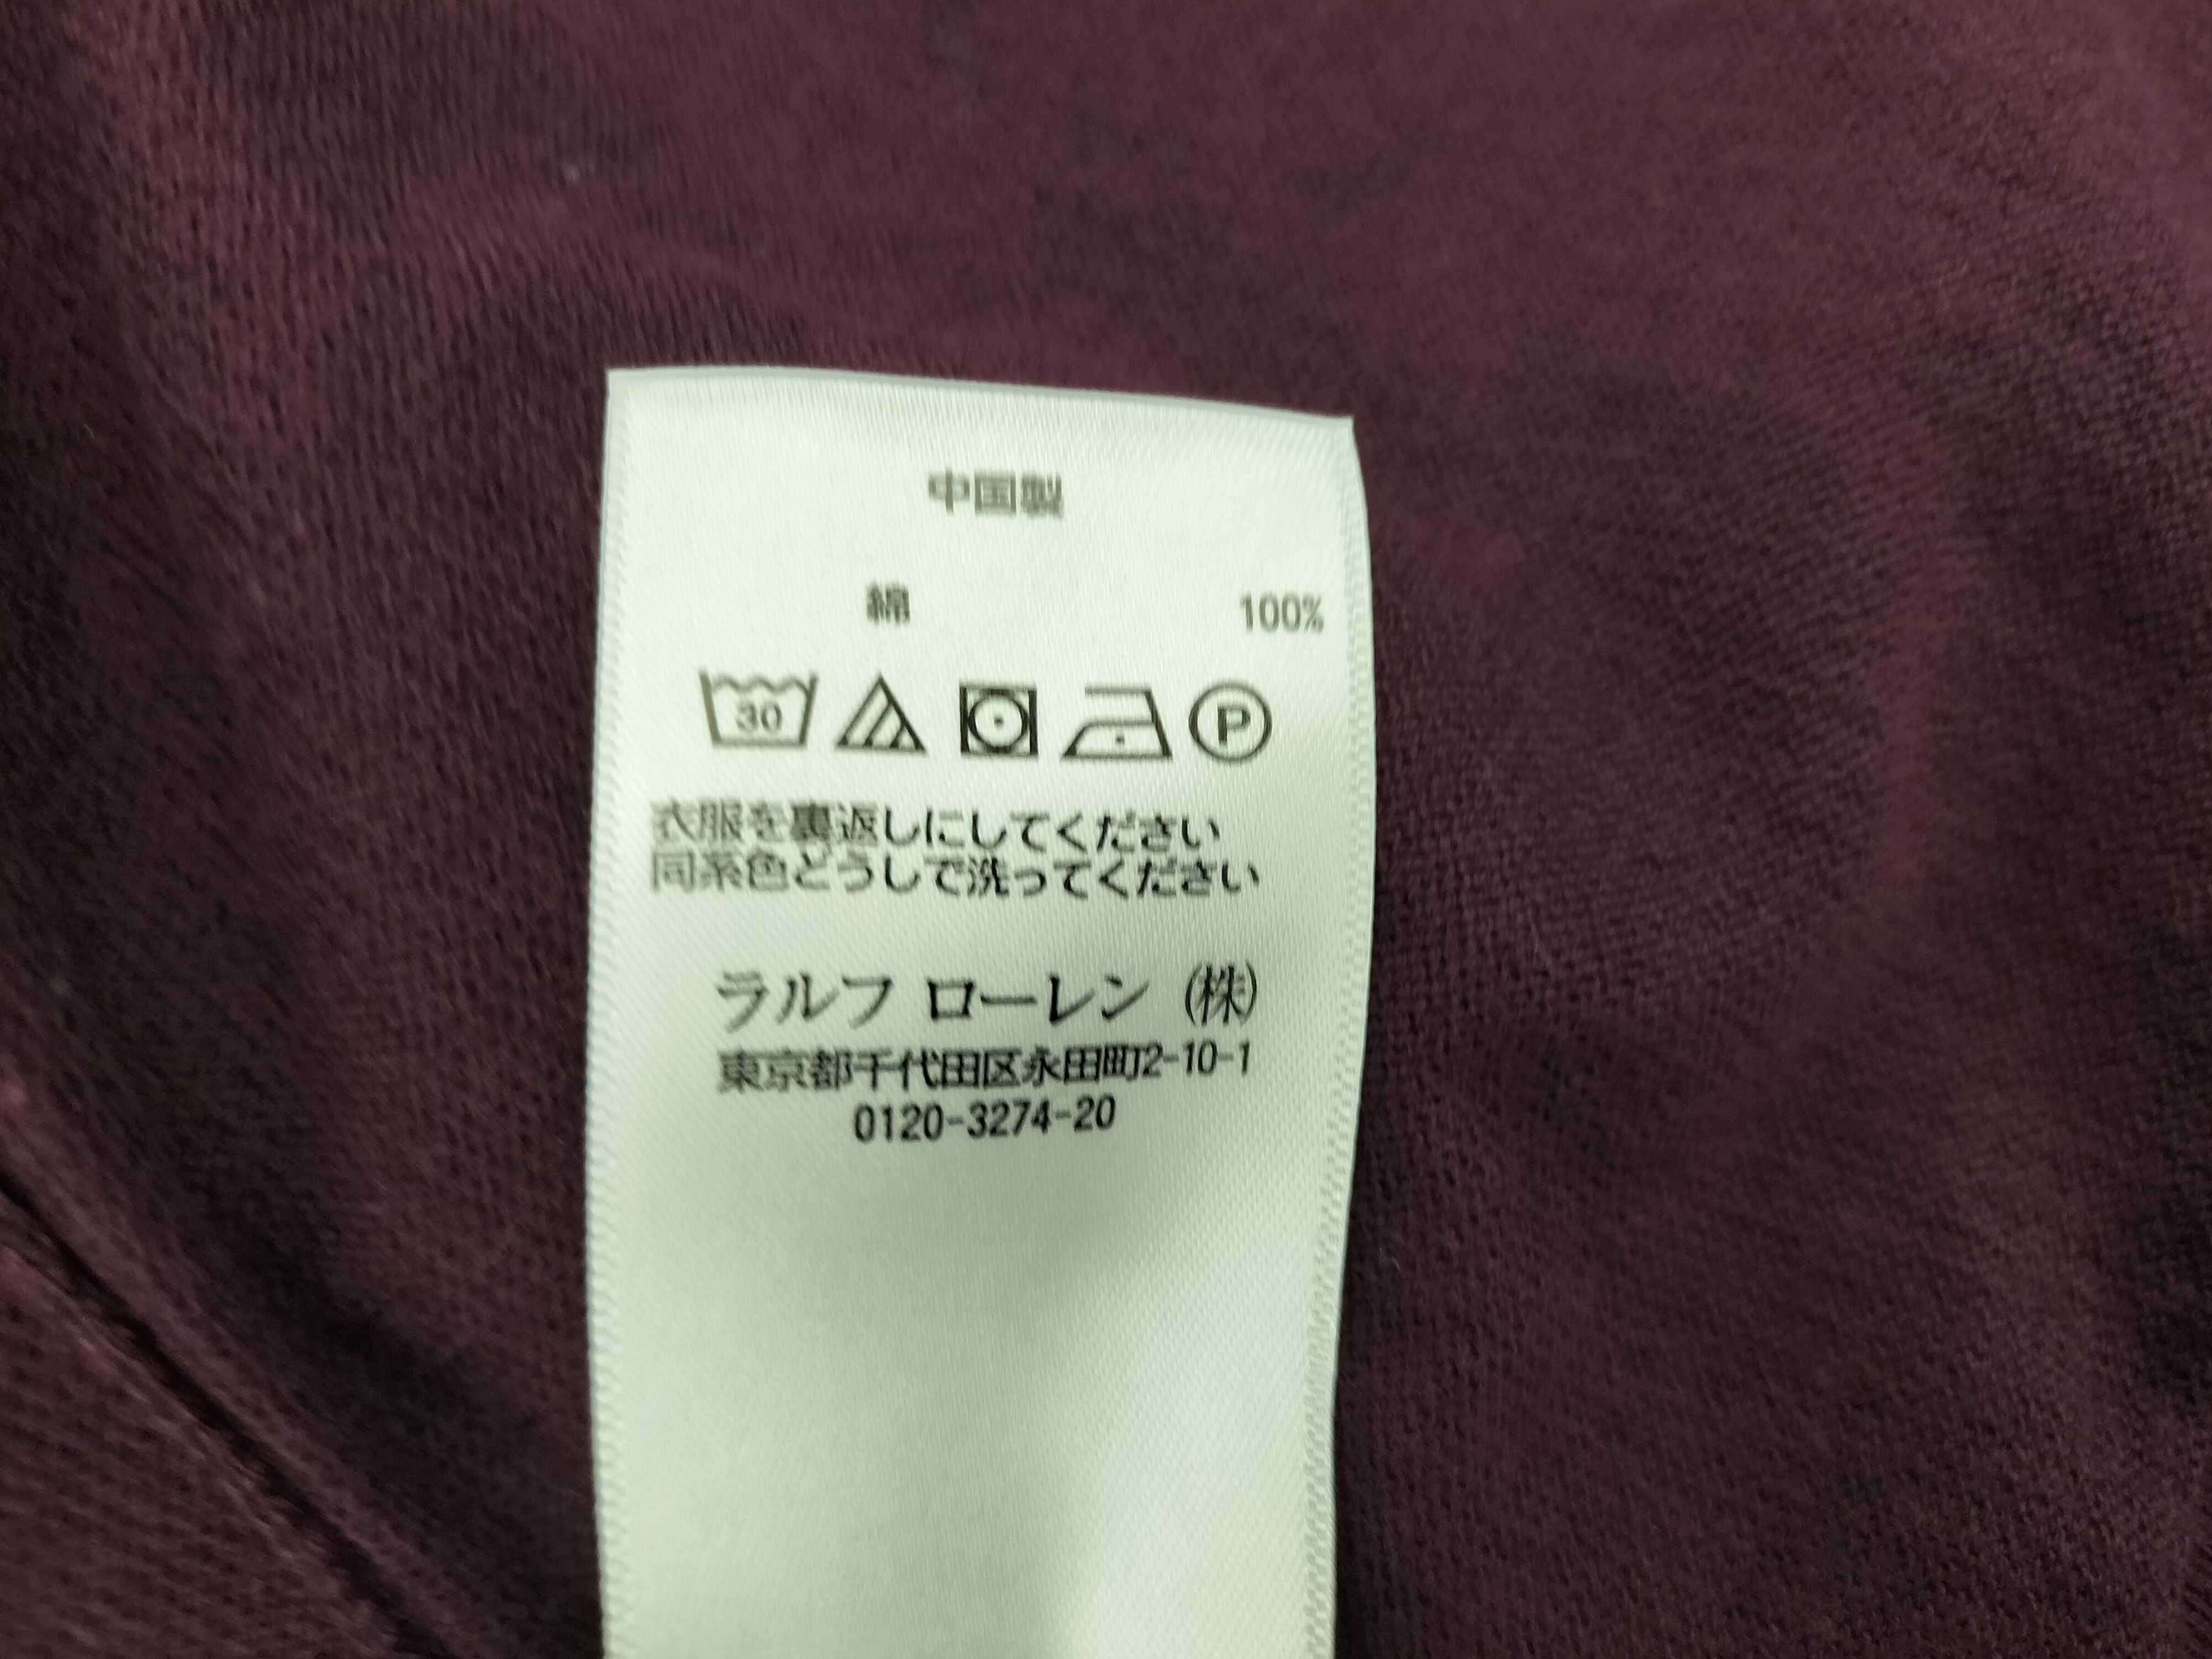 中国製
綿 100%
30 P
衣服を裏返しにしてください
同系色どうしで洗ってください
ラルフ ローレン (株)
東京都千代田区永田町2-10-1
0120-3274-20